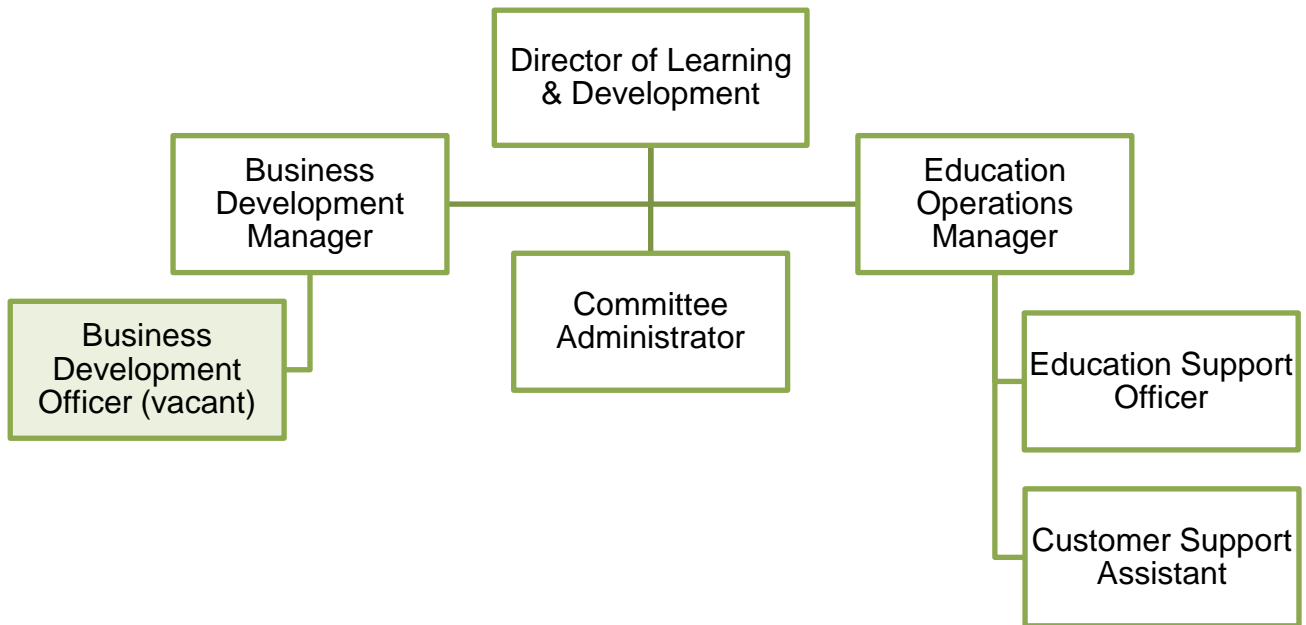 Director of Learning
& Development
Business
Development
Manager
Education
Operations
Manager
Committee
Administrator
Business
Development
Officer (vacant)
Education Support
Officer
Customer Support
Assistant